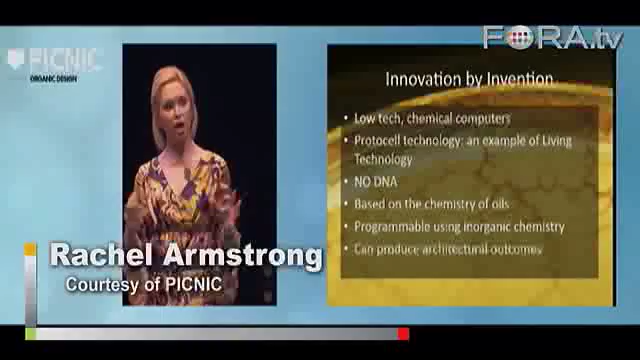 PICNIC
ORGANIC DESIGN
FORA.tv
Innovation by Invention
• Low tech, chemical computers
• Protocell technology: an example of Living
Technology
• NO DNA
• Based on the chemistry of oils
• Programmable using inorganic chemistry
• Can produce architectural outcomes
Rachel Armstrong
Courtesy of PICNIC